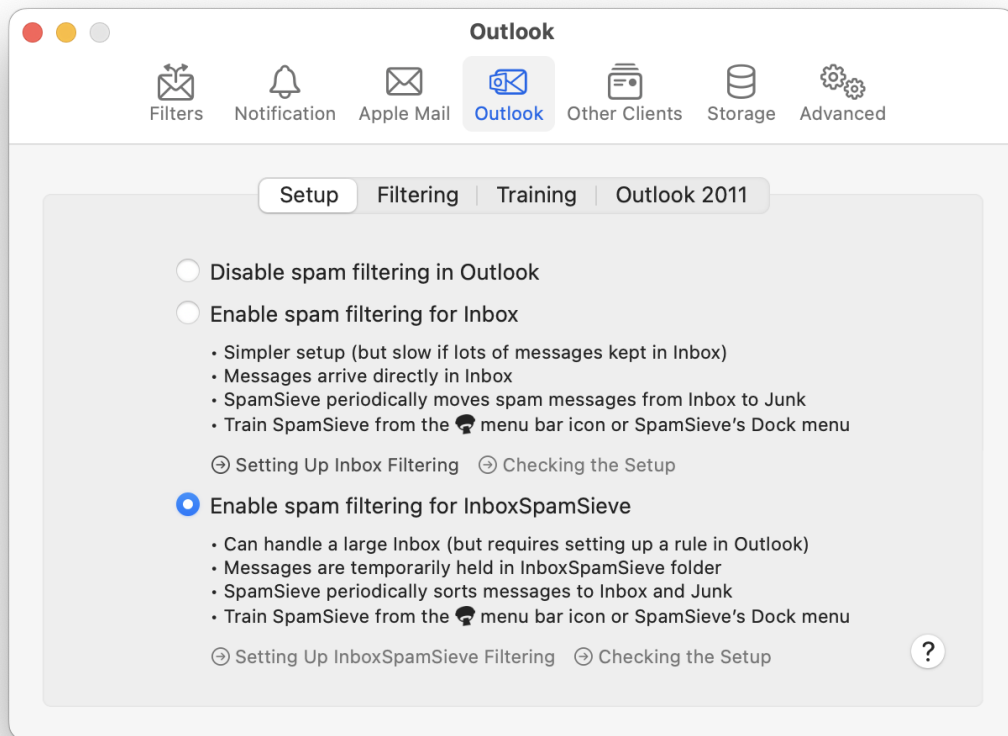 Outlook
Filters
Notification
Apple Mail
Outlook
Other Clients
Storage
Advanced
Setup
Filtering
Training
Outlook 2011
Disable spam filtering in Outlook
Enable spam filtering for Inbox
• Simpler setup (but slow if lots of messages kept in Inbox)
• Messages arrive directly in Inbox
• SpamSieve periodically moves spam messages from Inbox to Junk
• Train SpamSieve from the menu bar icon or SpamSieve’s Dock menu
Setting Up Inbox Filtering
Checking the Setup
Enable spam filtering for InboxSpamSieve
• Can handle a large Inbox (but requires setting up a rule in Outlook)
• Messages are temporarily held in InboxSpamSieve folder
• SpamSieve periodically sorts messages to Inbox and Junk
• Train SpamSieve from the menu bar icon or SpamSieve’s Dock menu
Setting Up InboxSpamSieve Filtering
Checking the Setup
?